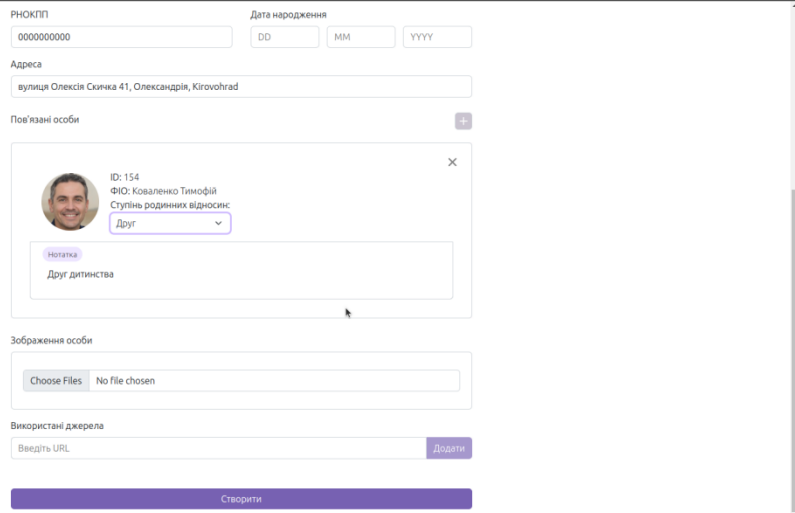 РНОКПП
Дата народження
0000000000
DD
MM
YYYY
Адреса
вулиця Олексія Скичка 41, Олександрія, Kirovohrad
Пов'язані особи
+
ID: 154
ФІО: Коваленко Тимофій
Ступінь родинних відносин:
Друг
Нотатка
Друг дитинства
Зображення особи
Choose Files No file chosen
Використані джерела
Введіть URL
Додати
Створити